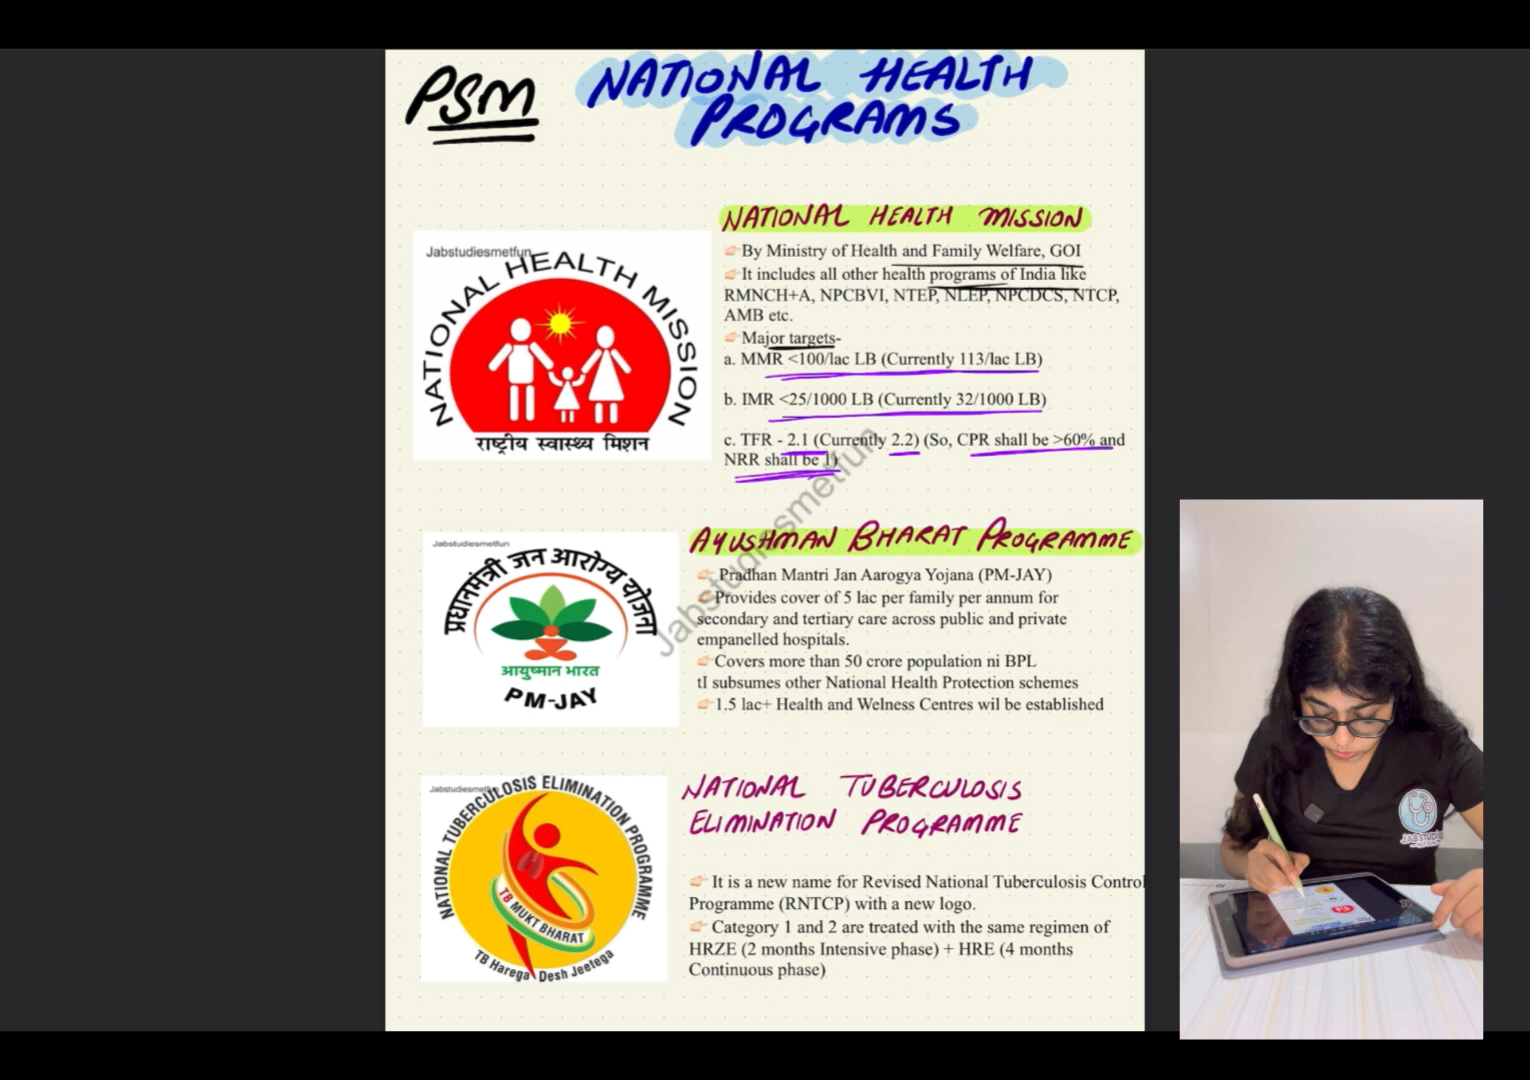 PSM
NATIONAL HEALTH
PROGRAMS
NATIONAL HEALTH MISSION
Jabstudiesmetfun
NATIONAL HEALTH MISSION
राष्ट्रीय स्वास्थ्य मिशन
By Ministry of Health and Family Welfare, GOI
It includes all other health programs of India like
RMNCH+A, NPCBVI, NTEP, NLEP, NPCDCS, NTCP,
AMB etc.
Major targets-
a. MMR <100/lac LB (Currently 113/lac LB)
b. IMR <25/1000 LB (Currently 32/1000 LB)
c. TFR - 2.1 (Currently 2.2) (So, CPR shall be >60% and
NRR shall be 1)
Jabstudiesmetfun
AYUSHMAN BHARAT PROGRAMME
Jabstudiesmetfun
प्रधानमंत्री जन आरोग्य योजना
आयुष्मान भारत
PM-JAY
Pradhan Mantri Jan Aarogya Yojana (PM-JAY)
Provides cover of 5 lac per family per annum for
secondary and tertiary care across public and private
empanelled hospitals.
Covers more than 50 crore population ni BPL
tI subsumes other National Health Protection schemes
1.5 lac+ Health and Welness Centres wil be established
NATIONAL TUBERCULOSIS
ELIMINATION PROGRAMME
Jabstudiesmetfun
NATIONAL TUBERCULOSIS ELIMINATION PROGRAMME
TB MUKT BHARAT
TB Harega Desh Jeetega
It is a new name for Revised National Tuberculosis Control
Programme (RNTCP) with a new logo.
Category 1 and 2 are treated with the same regimen of
HRZE (2 months Intensive phase) + HRE (4 months
Continuous phase)